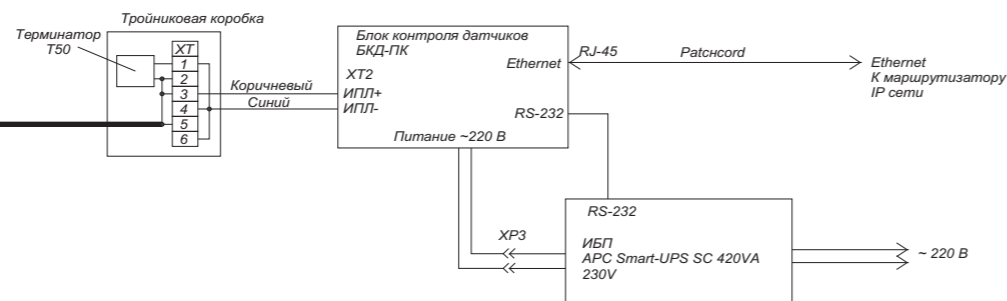 Тройниковая коробка
Терминатор
Т50
XT
1
2
3
4
5
6
Коричневый
Синий
Блок контроля датчиков
БКД-ПК
Ethernet
XT2
ИПЛ+
ИПЛ-
RS-232
Питание ~220 В
RJ-45
Patchcord
Ethernet
К маршрутизатору
IP сети
RS-232
ИБП
APC Smart-UPS SC 420VA
230V
XP3
~ 220 В